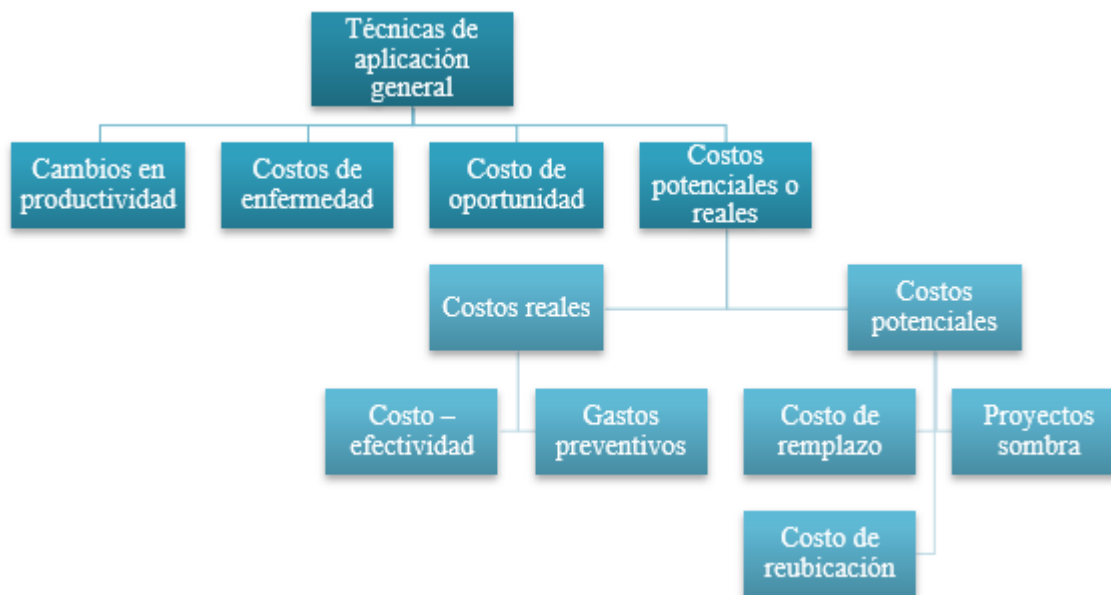 Técnicas de
aplicación
general
Cambios en
productividad
Costos de
enfermedad
Costo de
oportunidad
Costos
potenciales o
reales
Costos reales
Costos
potenciales
Costo –
efectividad
Gastos
preventivos
Costo de
remplazo
Proyectos
sombra
Costo de
reubicación